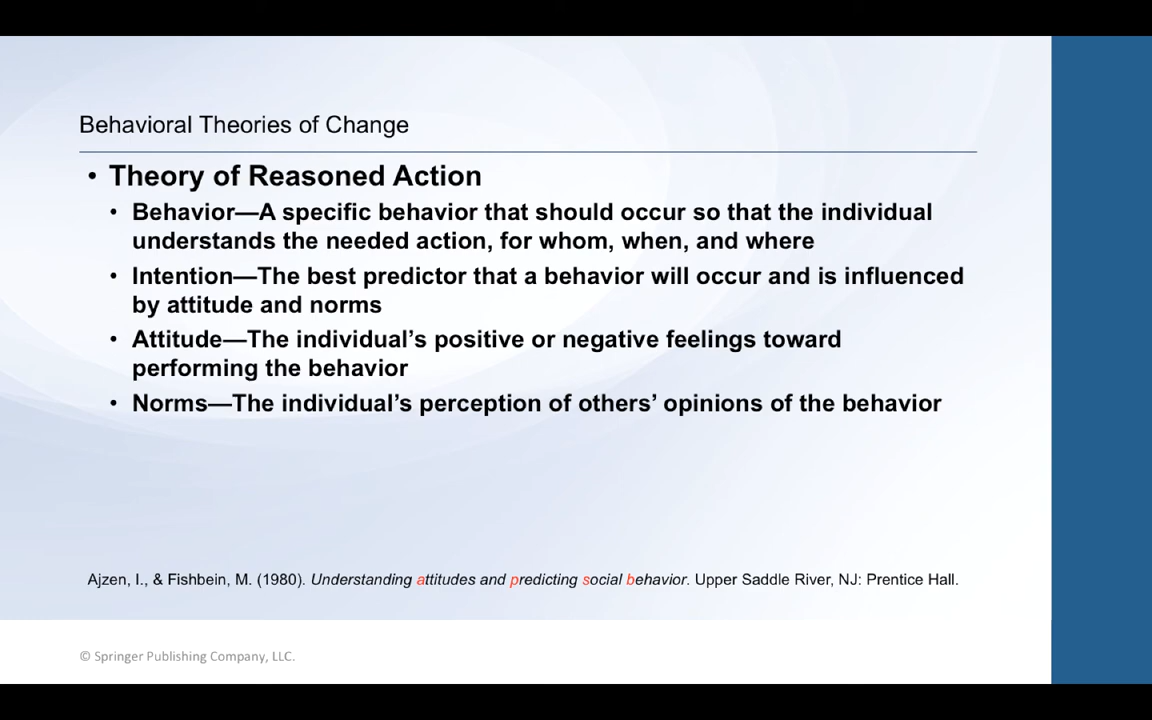 Behavioral Theories of Change
• Theory of Reasoned Action
• Behavior—A specific behavior that should occur so that the individual
understands the needed action, for whom, when, and where
• Intention—The best predictor that a behavior will occur and is influenced
by attitude and norms
• Attitude—The individual’s positive or negative feelings toward
performing the behavior
• Norms—The individual’s perception of others’ opinions of the behavior
Ajzen, I., & Fishbein, M. (1980). Understanding attitudes and predicting social behavior. Upper Saddle River, NJ: Prentice Hall.
© Springer Publishing Company, LLC.